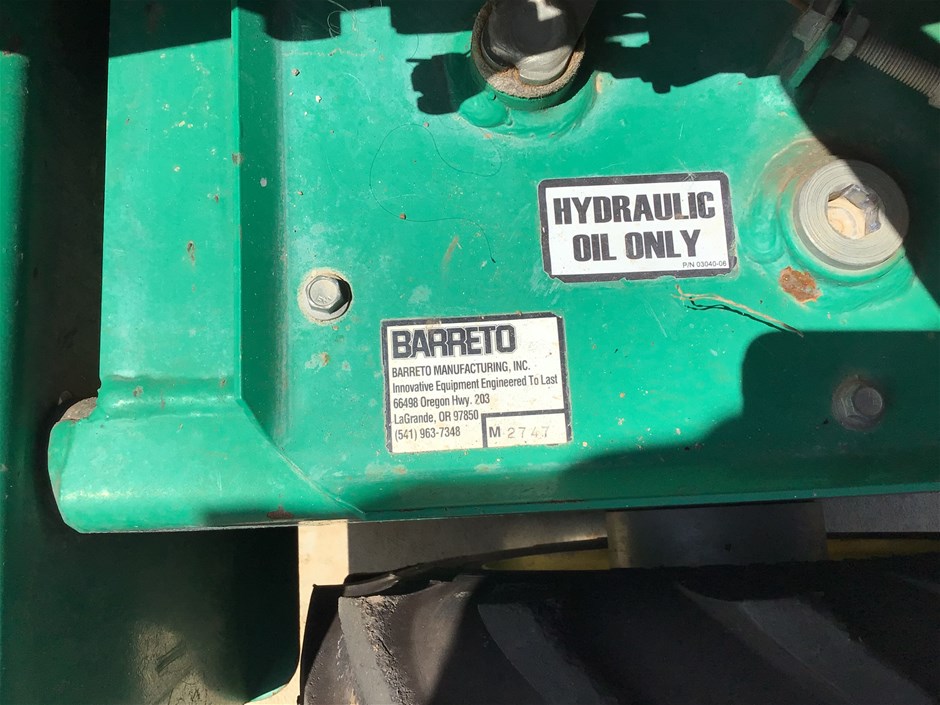 HYDRAULIC
OIL ONLY
P/N 03040-06
BARRETO
BARRETO MANUFACTURING, INC.
Innovative Equipment Engineered To Last
66498 Oregon Hwy. 203
LaGrande, OR 97850
(541) 963-7348
M 2747